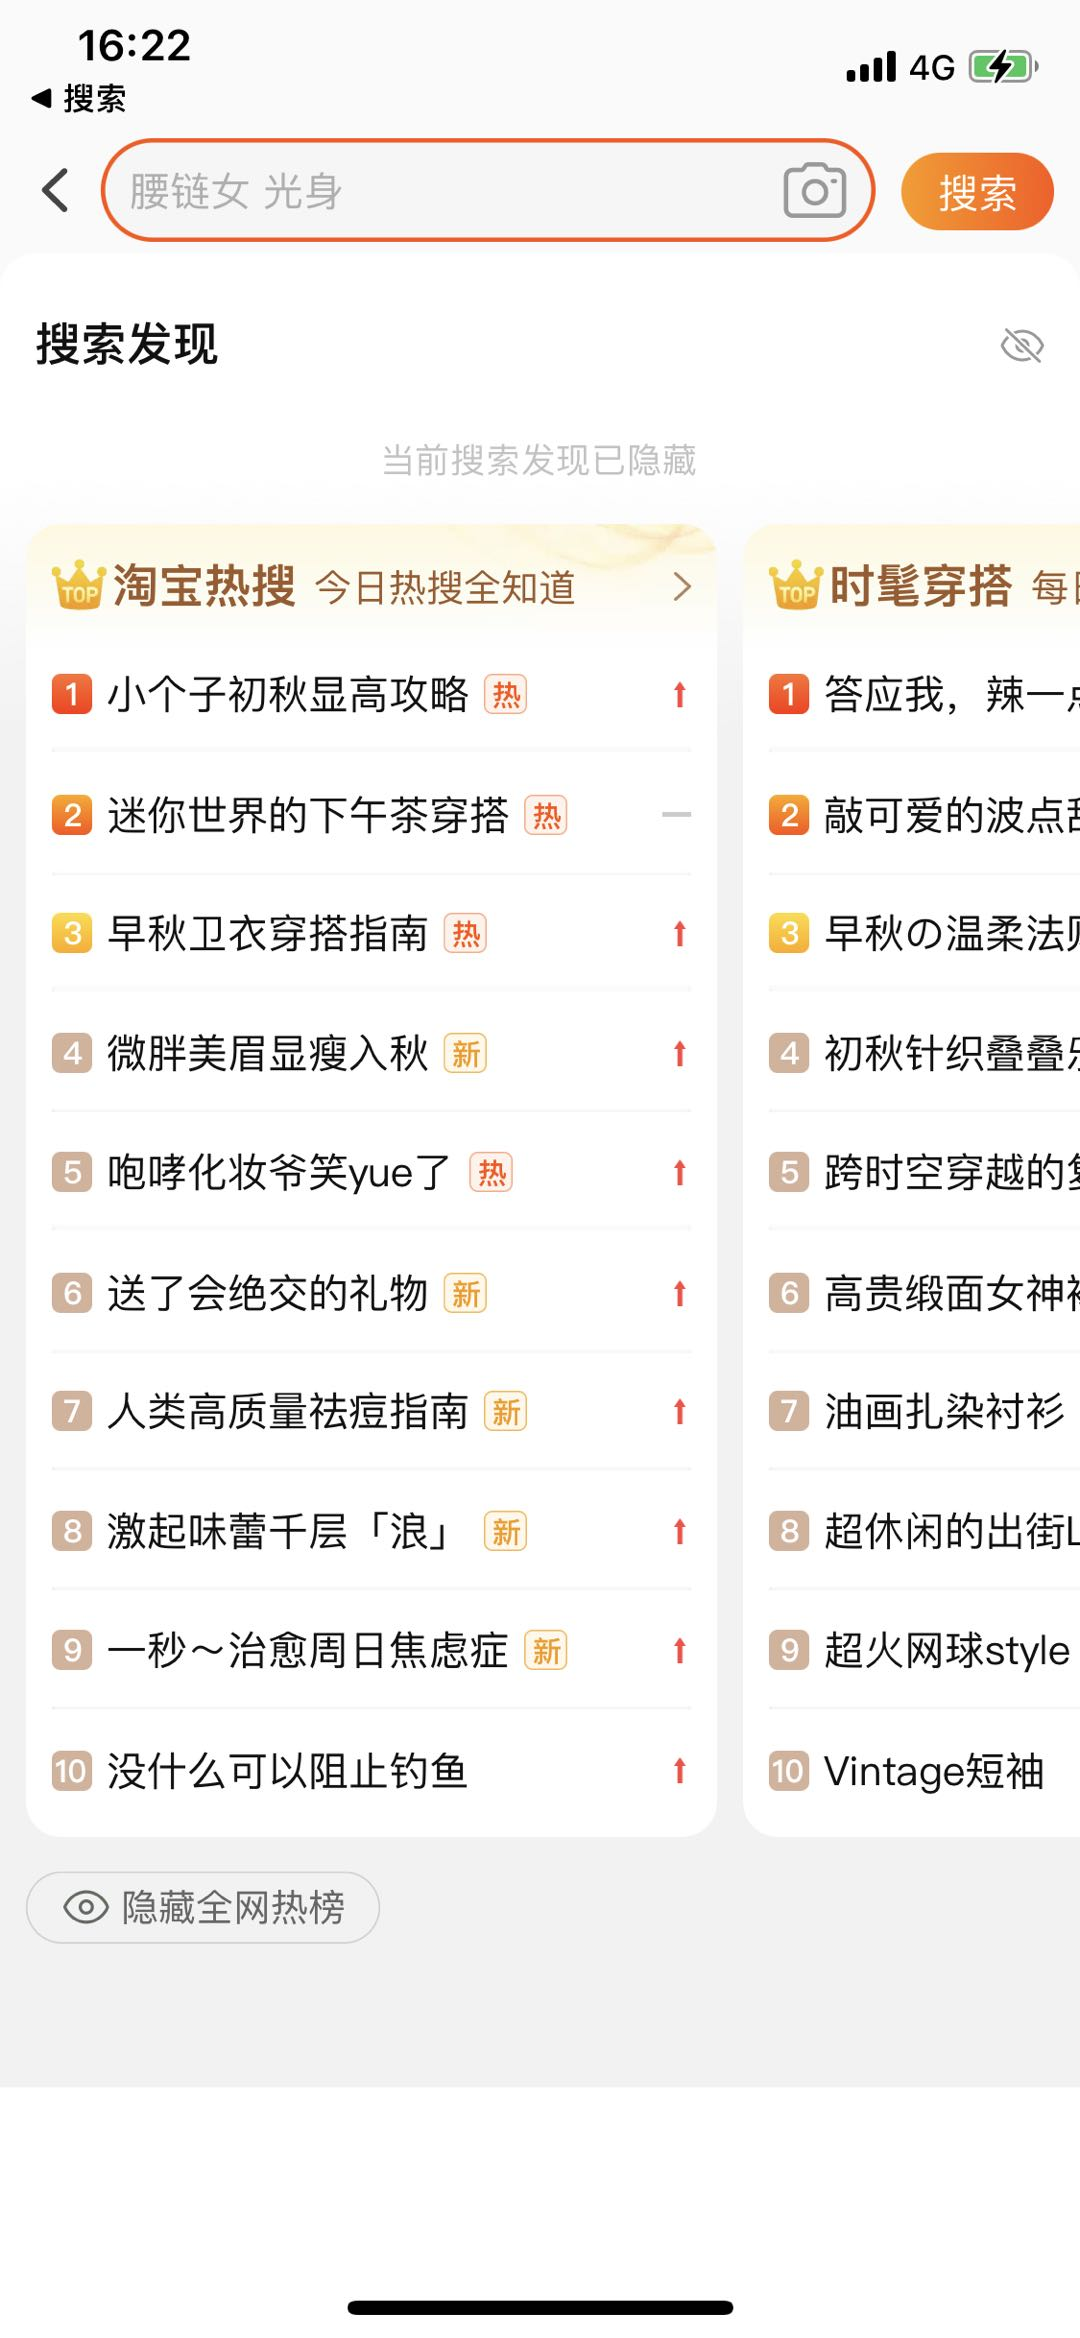 16:22
4G
搜索
腰链女 光身
搜索
搜索发现
当前搜索发现已隐藏
TOP 淘宝热搜 今日热搜全知道
1 小个子初秋显高攻略 热
2 迷你世界的下午茶穿搭 热
3 早秋卫衣穿搭指南 热
4 微胖美眉显瘦入秋 新
5 咆哮化妆爷笑yue了 热
6 送了会绝交的礼物 新
7 人类高质量祛痘指南 新
8 激起味蕾千层「浪」 新
9 一秒～治愈周日焦虑症 新
10 没什么可以阻止钓鱼
TOP 时髦穿搭 每
1 答应我，辣一
2 敲可爱的波点
3 早秋の温柔法
4 初秋针织叠叠
5 跨时空穿越的
6 高贵缎面女神
7 油画扎染衬衫
8 超休闲的出街
9 超火网球style
10 Vintage短袖
隐藏全网热榜